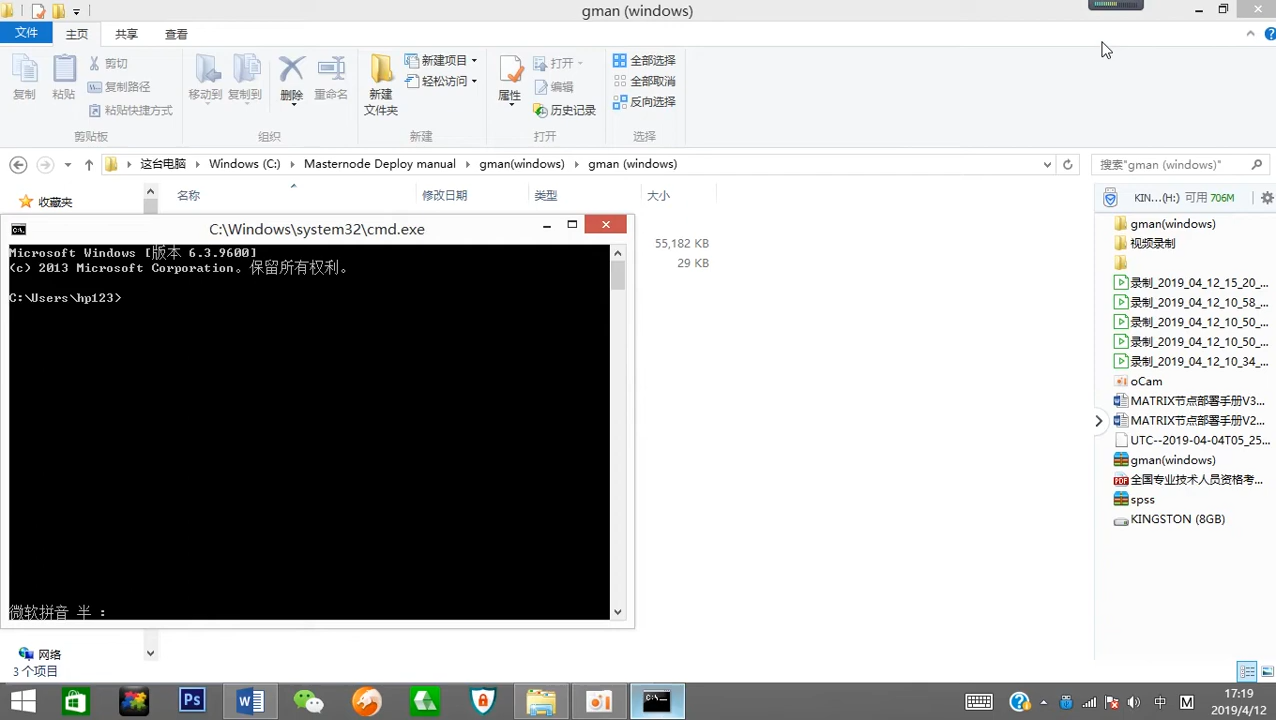 gman (windows)
文件 主页 共享 查看
复制 粘贴 剪切 复制路径 粘贴快捷方式 移动到 复制到 删除 重命名 新建文件夹 新建项目 轻松访问 属性 打开 编辑 历史记录 全部选择 全部取消 反向选择
剪贴板 组织 新建 打开 选择
这台电脑 Windows (C:) Masternode Deploy manual gman(windows) gman (windows) 搜索"gman (windows)"
收藏夹 名称 修改日期 类型 大小
55,182 KB
29 KB
C:\Windows\system32\cmd.exe
Microsoft Windows [版本 6.3.9600]
(c) 2013 Microsoft Corporation。保留所有权利。
C:\Users\hp123>
微软拼音 半 :
KIN...(H:) 可用 706M
gman(windows)
视频录制
录制_2019_04_12_15_20_...
录制_2019_04_12_10_58_...
录制_2019_04_12_10_50_...
录制_2019_04_12_10_50_...
录制_2019_04_12_10_34_...
oCam
MATRIX节点部署手册V3...
MATRIX节点部署手册V2...
UTC--2019-04-04T05_25...
gman(windows)
全国专业技术人员资格考...
spss
KINGSTON (8GB)
网络
3 个项目
Ps
中
M
17:19
2019/4/12